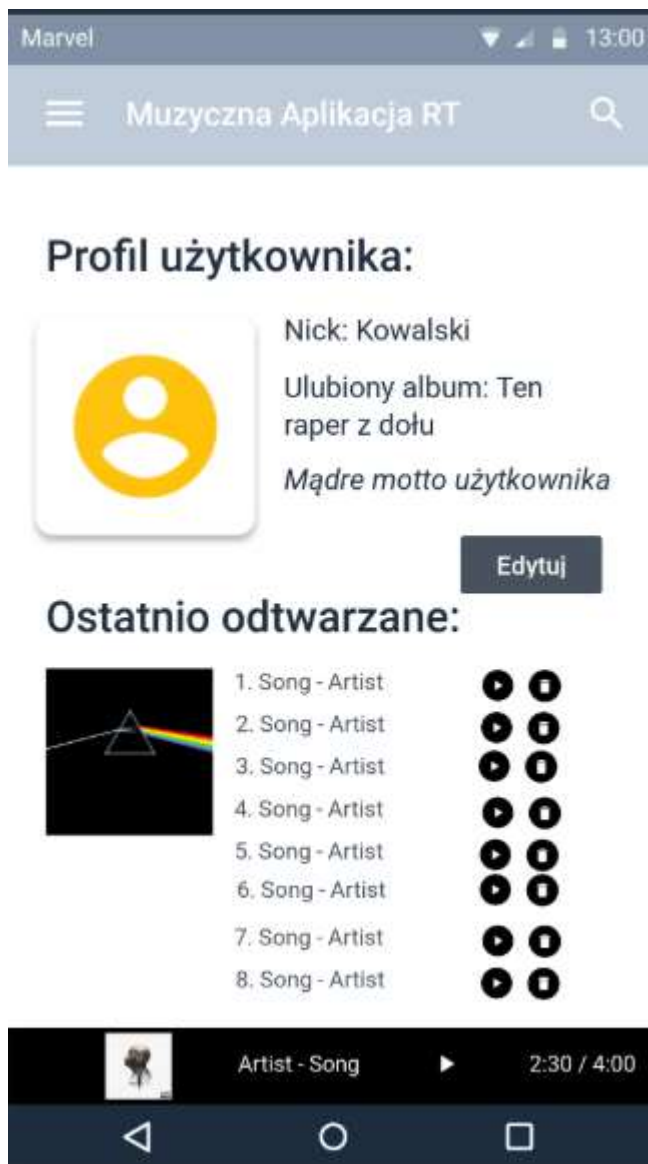 Marvel 13:00
Muzyczna Aplikacja RT
Profil użytkownika:
Nick: Kowalski
Ulubiony album: Ten
raper z dołu
Mądre motto użytkownika
Edytuj
Ostatnio odtwarzane:
1. Song - Artist
2. Song - Artist
3. Song - Artist
4. Song - Artist
5. Song - Artist
6. Song - Artist
7. Song - Artist
8. Song - Artist
Artist - Song 2:30 / 4:00